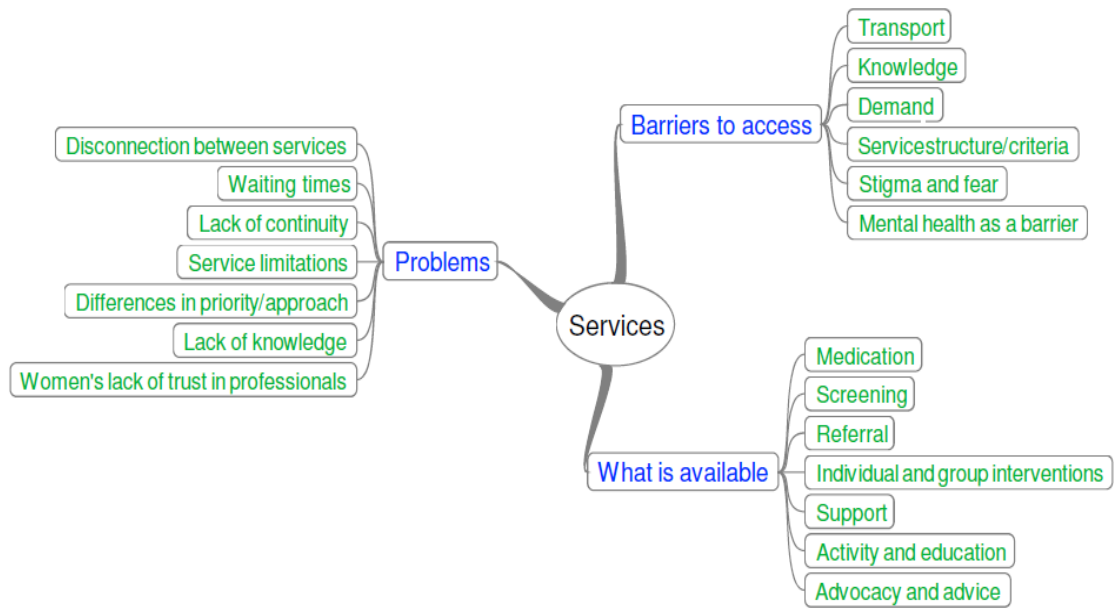 Services
Problems
Disconnection between services
Waiting times
Lack of continuity
Service limitations
Differences in priority/approach
Lack of knowledge
Women's lack of trust in professionals
Barriers to access
Transport
Knowledge
Demand
Servicestructure/criteria
Stigma and fear
Mental health as a barrier
What is available
Medication
Screening
Referral
Individual and group interventions
Support
Activity and education
Advocacy and advice